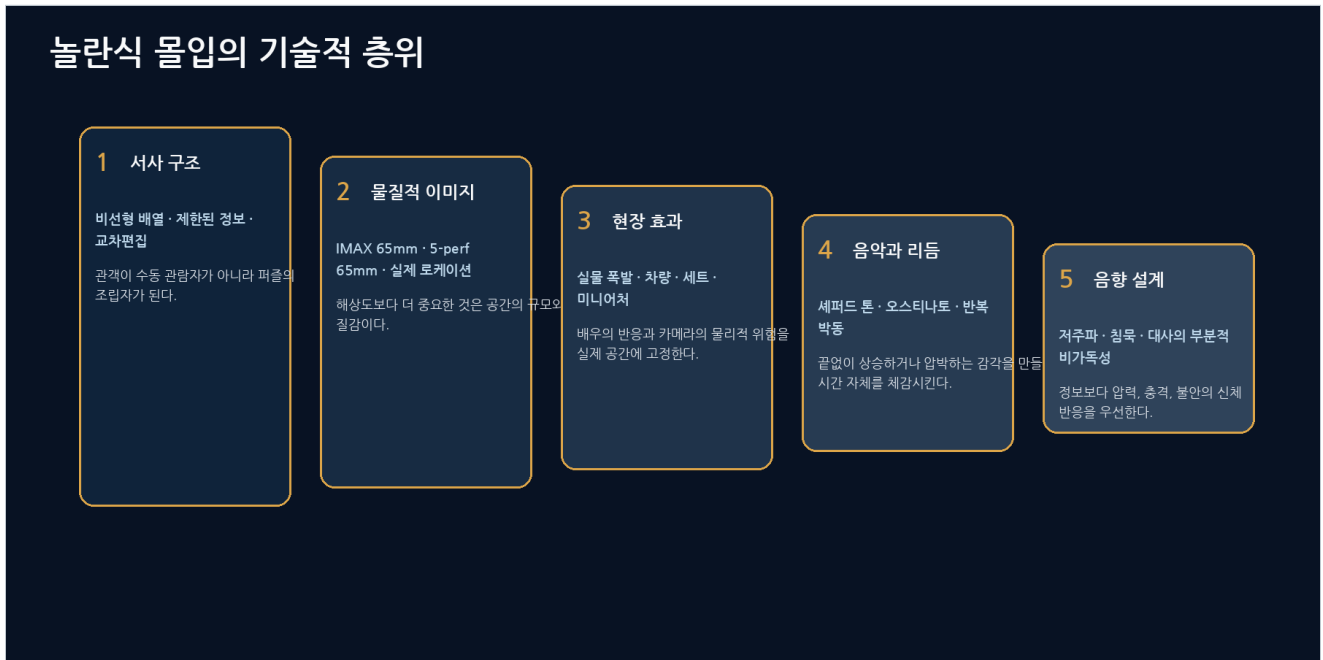 놀란식 몰입의 기술적 층위
1 서사 구조
비선형 배열 · 제한된 정보 ·
교차편집
관객이 수동 관람자가 아니라 퍼즐의
조립자가 된다.
2 물질적 이미지
IMAX 65mm · 5-perf
65mm · 실제 로케이션
해상도보다 더 중요한 것은 공간의 규모와
질감이다.
3 현장 효과
실물 폭발 · 차량 · 세트 ·
미니어처
배우의 반응과 카메라의 물리적 위험을
실제 공간에 고정한다.
4 음악과 리듬
셰퍼드 톤 · 오스티나토 · 반복
박동
끝없이 상승하거나 압박하는 감각을 만들
시간 자체를 체감시킨다.
5 음향 설계
저주파 · 침묵 · 대사의 부분적
비가독성
정보보다 압력, 충격, 불안의 신체
반응을 우선한다.